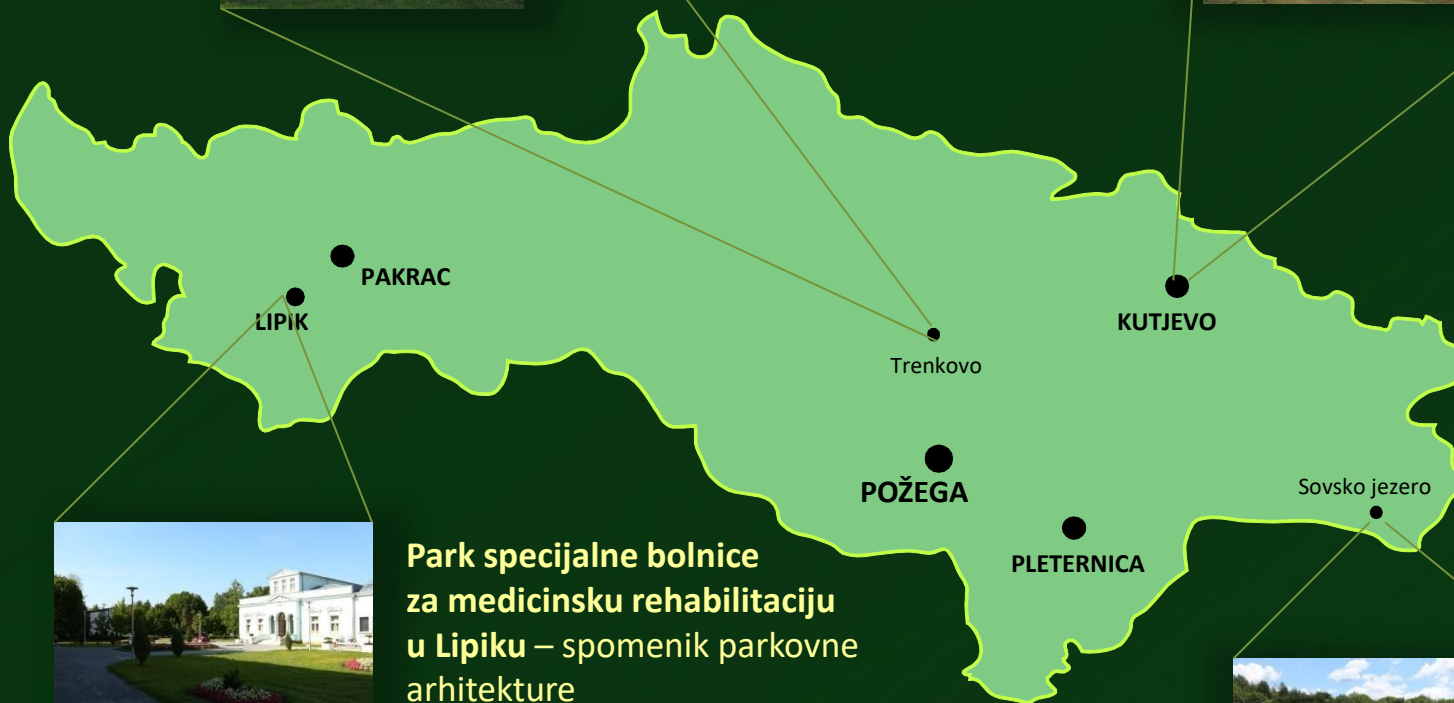 PAKRAC
LIPIK
KUTJEVO
Trenkovo
POŽEGA
Sovsko jezero
PLETERNICA
Park specijalne bolnice
za medicinsku rehabilitaciju
u Lipiku – spomenik parkovne
arhitekture